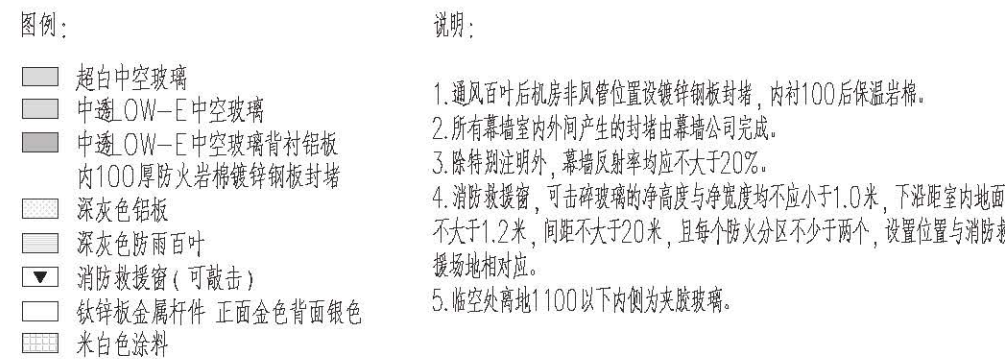 图例：
超白中空玻璃
中透LOW-E中空玻璃
中透LOW-E中空玻璃背衬铝板
内100厚防火岩棉镀锌钢板封堵
深灰色铝板
深灰色防雨百叶
消防救援窗(可敲击)
钛锌板金属杆件 正面金色背面银色
米白色涂料
说明：
1.通风百叶后机房非风管位置设镀锌钢板封堵，内衬100后保温岩棉。
2.所有幕墙室内外间产生的封堵由幕墙公司完成。
3.除特别注明外，幕墙反射率均应不大于20%。
4.消防救援窗，可击碎玻璃的净高度与净宽度均不应小于1.0米，下沿距室内地面
不大于1.2米，间距不大于20米，且每个防火分区不少于两个，设置位置与消防救
援场地相对应。
5.临空处离地1100以下内侧为夹胶玻璃。